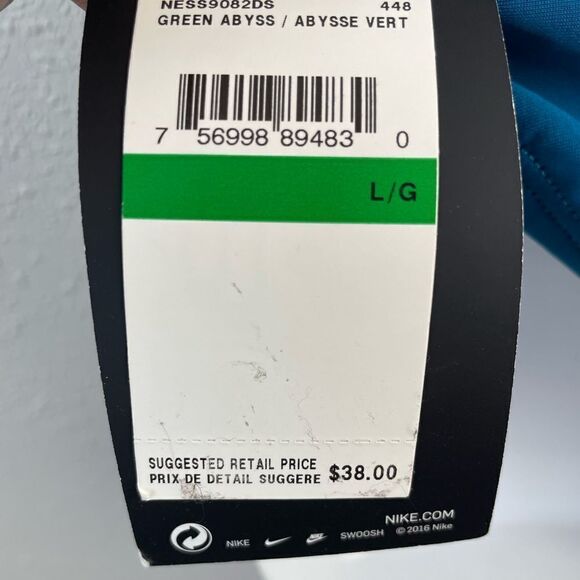 NESS9082DS 448
GREEN ABYSS / ABYSSE VERT
7 56998 89483 0
L/G
SUGGESTED RETAIL PRICE
PRIX DE DETAIL SUGGERE $38.00
NIKE.COM
© 2016 Nike
NIKE NIKE SWOOSH